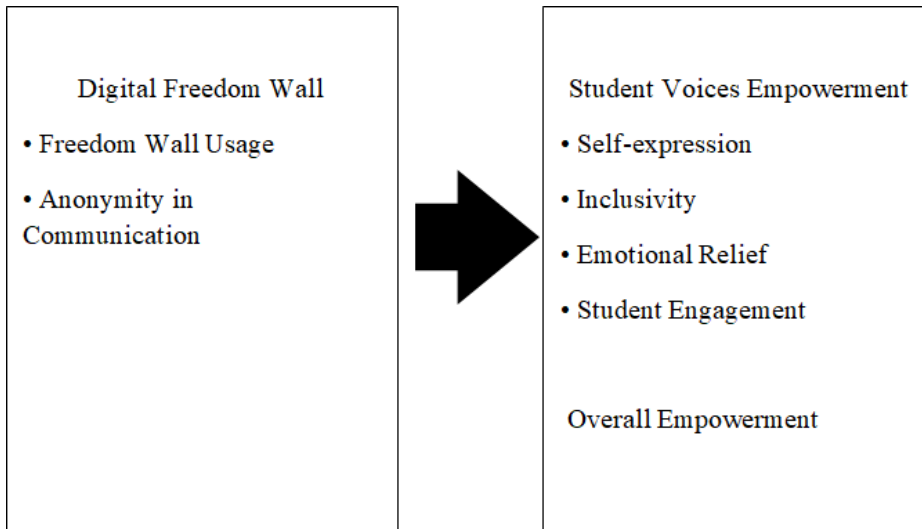 Digital Freedom Wall
• Freedom Wall Usage
• Anonymity in
Communication
Student Voices Empowerment
• Self-expression
• Inclusivity
• Emotional Relief
• Student Engagement
Overall Empowerment